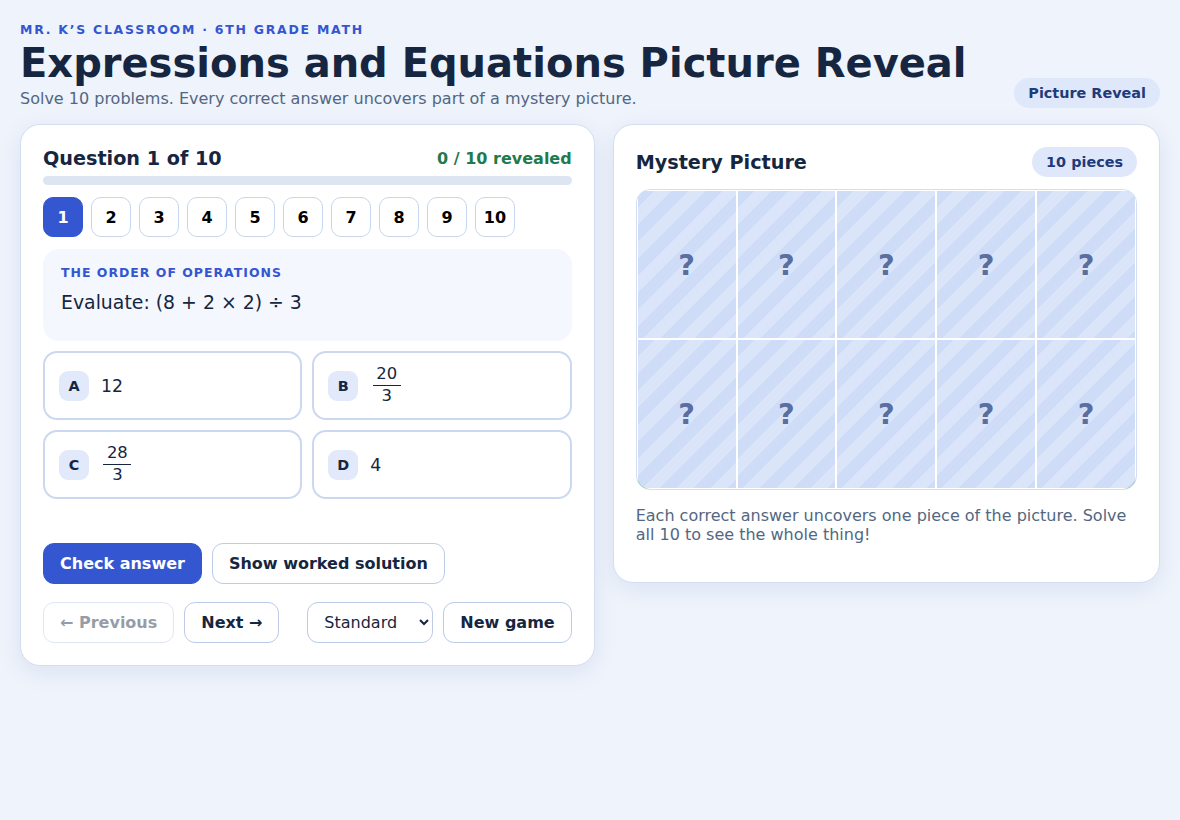 MR. K’S CLASSROOM · 6TH GRADE MATH
Expressions and Equations Picture Reveal
Solve 10 problems. Every correct answer uncovers part of a mystery picture.
Picture Reveal
Question 1 of 10
0 / 10 revealed
1 2 3 4 5 6 7 8 9 10
THE ORDER OF OPERATIONS
Evaluate: (8 + 2 × 2) ÷ 3
A 12
B 20/3
C 28/3
D 4
Check answer
Show worked solution
← Previous
Next →
Standard
New game
Mystery Picture
10 pieces
? ? ? ? ?
? ? ? ? ?
Each correct answer uncovers one piece of the picture. Solve
all 10 to see the whole thing!